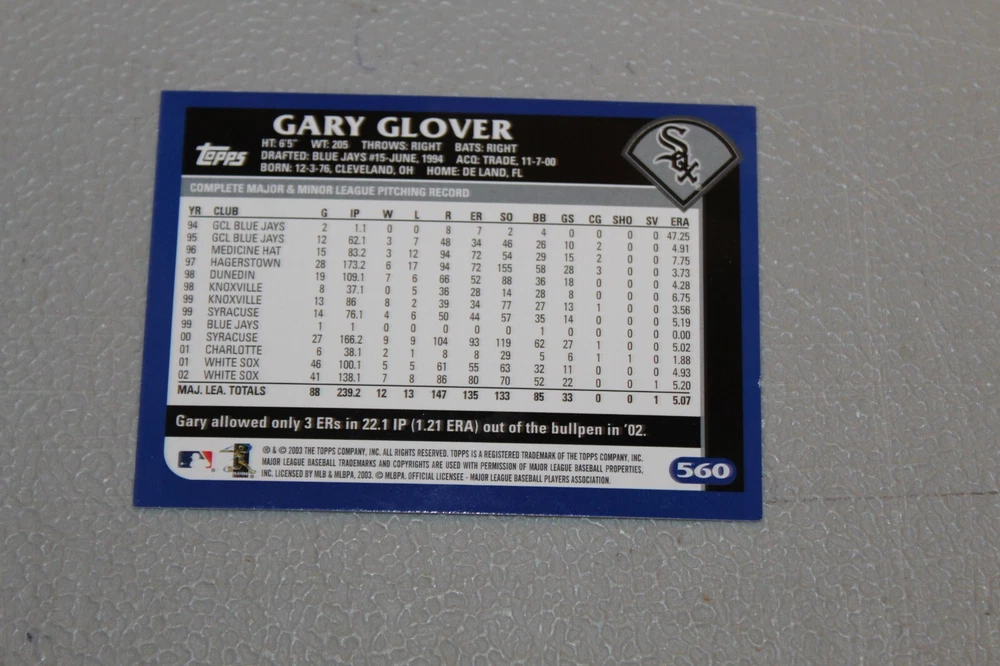 GARY GLOVER
Topps
HT: 6'5" WT: 205 THROWS: RIGHT BATS: RIGHT
DRAFTED: BLUE JAYS #15-JUNE, 1994 ACQ: TRADE, 11-7-00
BORN: 12-3-76, CLEVELAND, OH HOME: DE LAND, FL
Sox
COMPLETE MAJOR & MINOR LEAGUE PITCHING RECORD
YR CLUB G IP W L R ER SO BB GS CG SHO SV ERA
94 GCL BLUE JAYS 2 1.1 0 0 8 7 2 4 0 0 0 0 47.25
95 GCL BLUE JAYS 12 62.1 3 7 48 34 46 26 10 2 0 0 4.91
96 MEDICINE HAT 15 83.2 3 12 94 72 54 29 15 2 0 0 7.75
97 HAGERSTOWN 28 173.2 6 17 94 72 155 58 28 3 0 0 3.73
98 DUNEDIN 19 109.1 7 6 66 52 88 36 18 0 0 0 4.28
98 KNOXVILLE 8 37.1 0 5 36 28 14 28 8 0 0 0 6.75
99 KNOXVILLE 13 86 8 2 39 34 77 27 13 1 0 0 3.56
99 SYRACUSE 14 76.1 4 6 50 44 57 35 14 0 0 0 5.19
99 BLUE JAYS 1 1 0 0 0 0 0 1 0 0 0 0 0.00
00 SYRACUSE 27 166.2 9 9 104 93 119 62 27 1 0 0 5.02
01 CHARLOTTE 6 38.1 2 1 8 8 29 5 6 1 1 0 1.88
01 WHITE SOX 46 100.1 5 5 61 55 63 32 11 0 0 0 4.93
02 WHITE SOX 41 138.1 7 8 86 80 70 52 22 0 0 1 5.20
MAJ. LEA. TOTALS 88 239.2 12 13 147 135 133 85 33 0 0 1 5.07
Gary allowed only 3 ERs in 22.1 IP (1.21 ERA) out of the bullpen in '02.
® & © 2003 THE TOPPS COMPANY, INC. ALL RIGHTS RESERVED. TOPPS IS A REGISTERED TRADEMARK OF THE TOPPS COMPANY, INC.
MAJOR LEAGUE BASEBALL TRADEMARKS AND COPYRIGHTS ARE USED WITH PERMISSION OF MAJOR LEAGUE BASEBALL PROPERTIES,
INC. LICENSED BY MLB & MLBPA, 2003. © MLBPA. OFFICIAL LICENSEE - MAJOR LEAGUE BASEBALL PLAYERS ASSOCIATION.
560